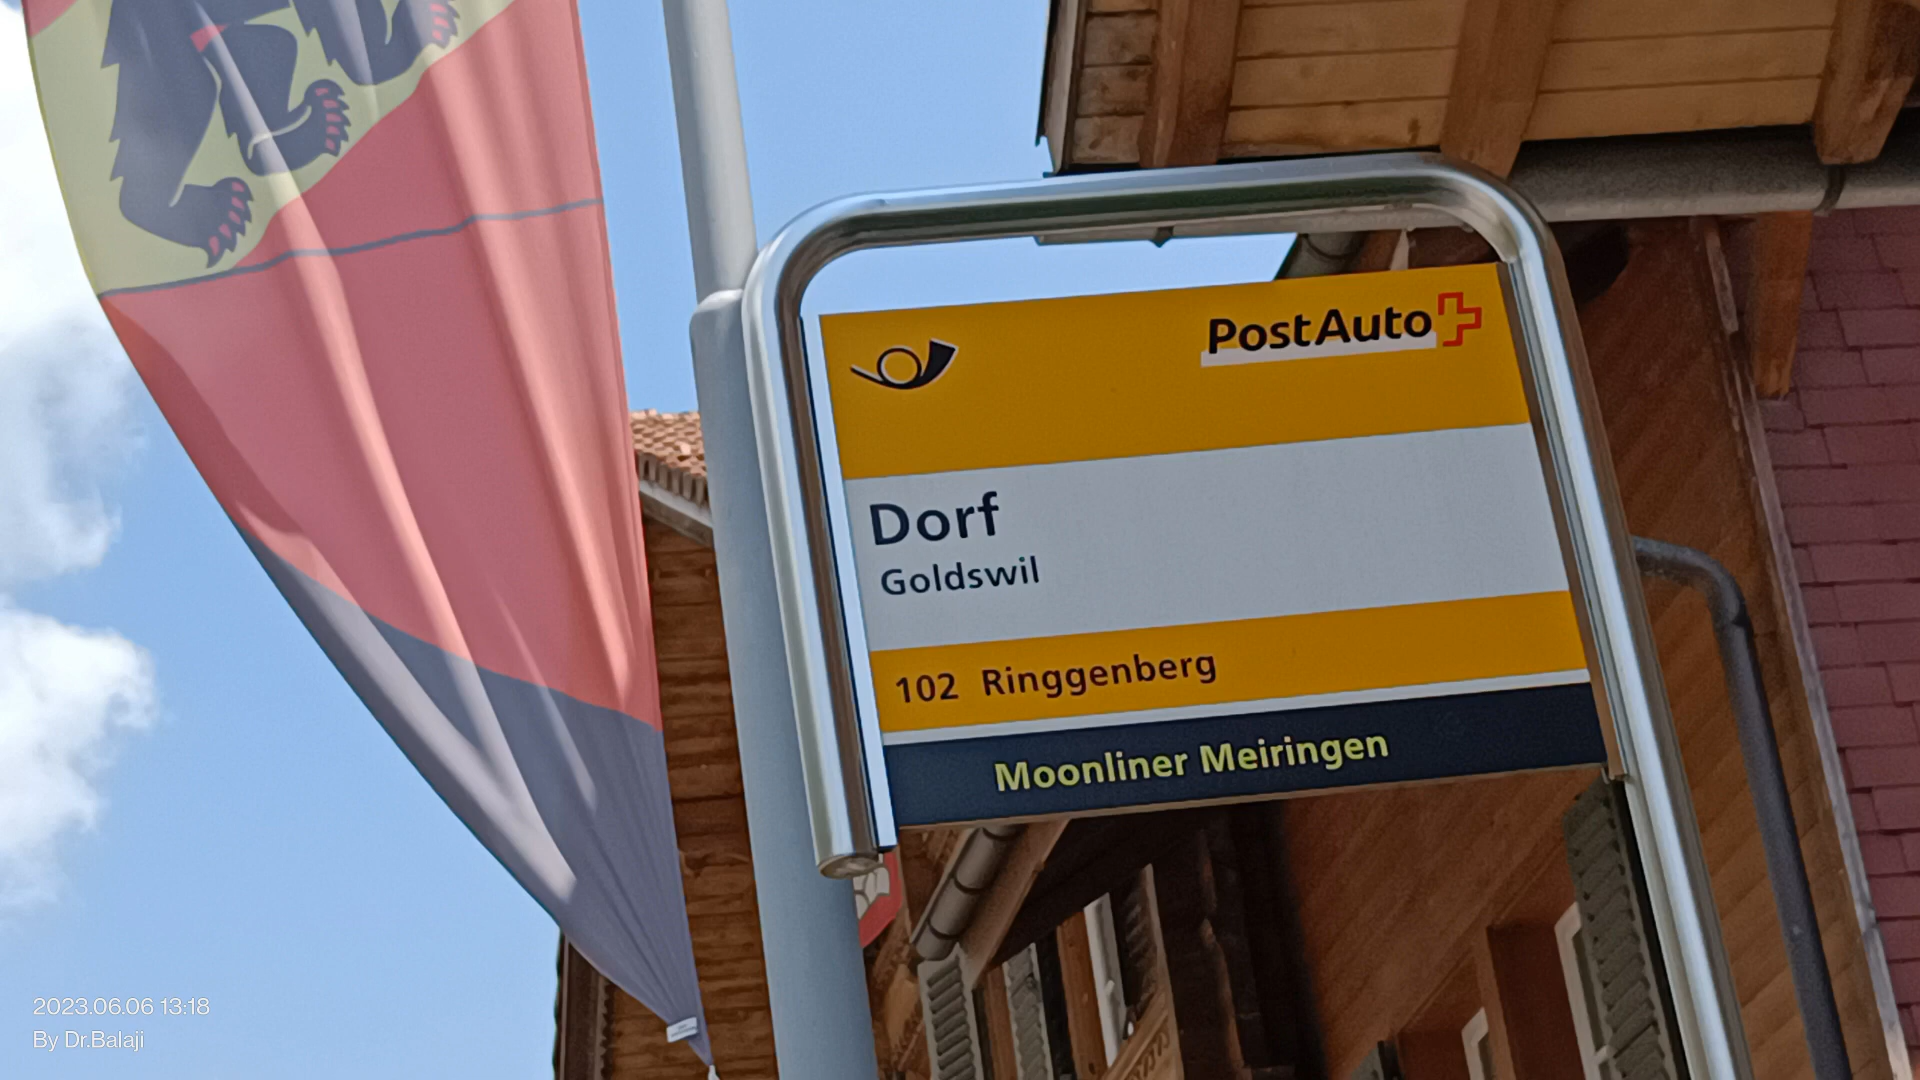 PostAuto
Dorf
Goldswil
102 Ringgenberg
Moonliner Meiringen
2023.06.06 13:18
By Dr.Balaji